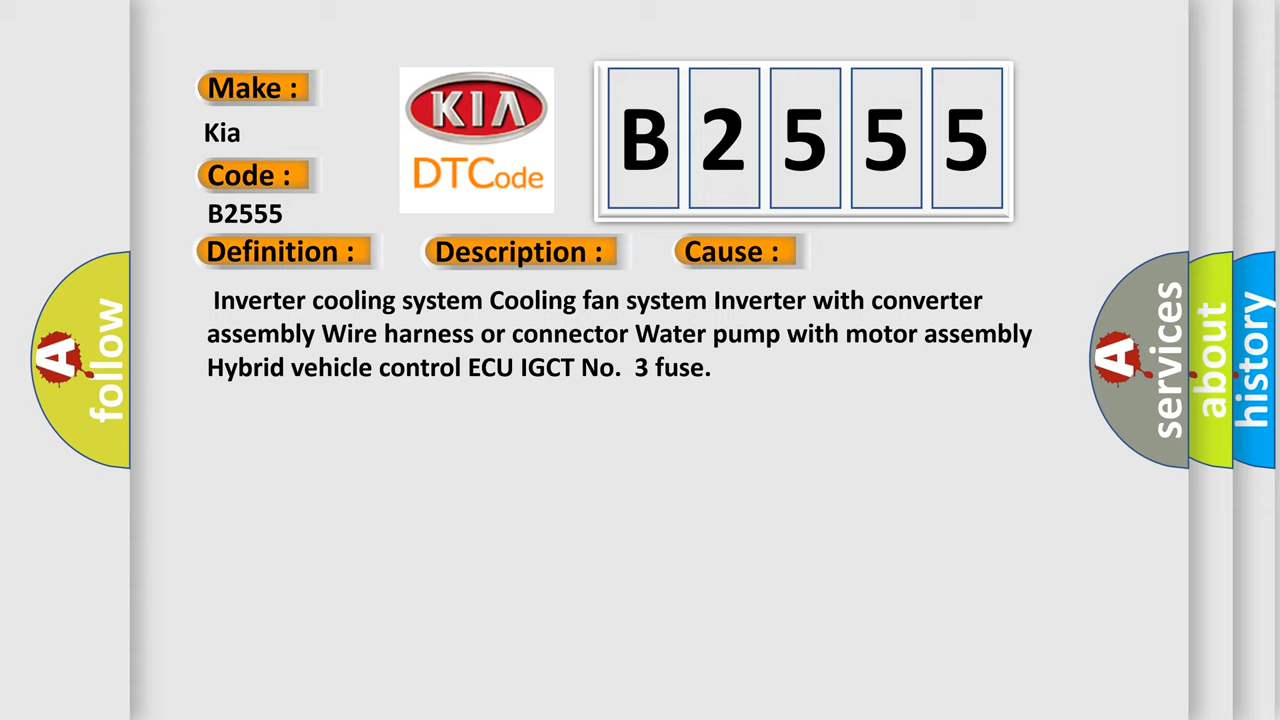 Make :
Kia
Code :
B2555
KIA
DTCode
B 2 5 5 5
Definition :
Description :
Cause :
Inverter cooling system Cooling fan system Inverter with converter
assembly Wire harness or connector Water pump with motor assembly
Hybrid vehicle control ECU IGCT No. 3 fuse.
A
follow
A
services
about
history